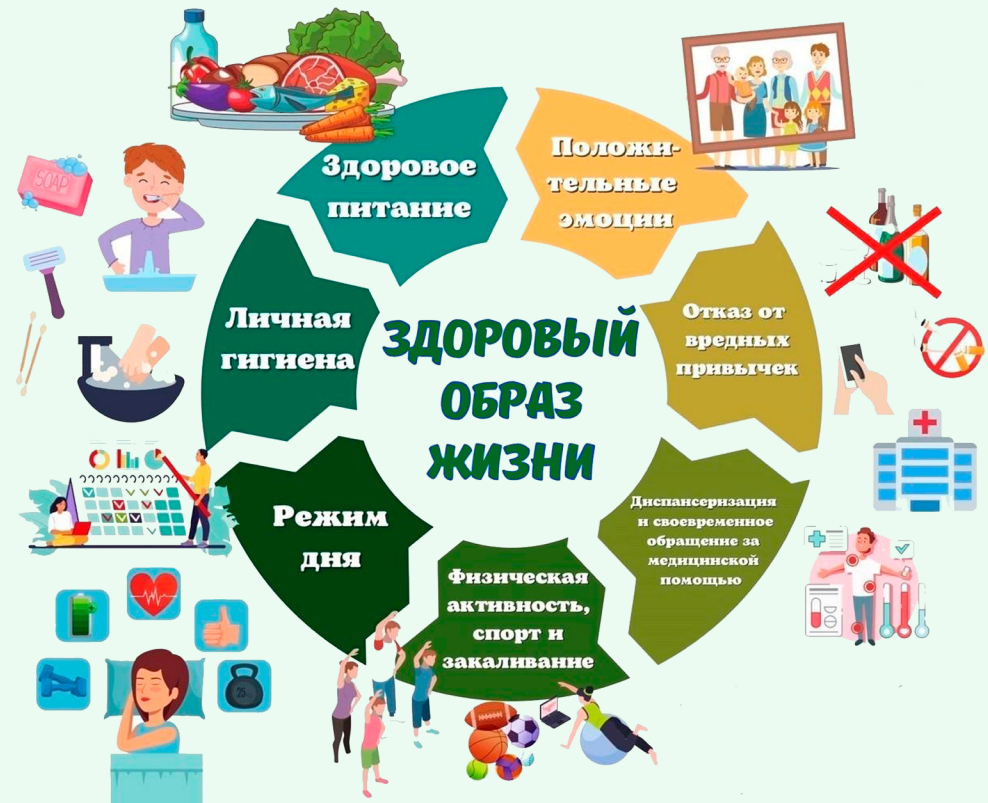 ЗДОРОВЫЙ
ОБРАЗ
ЖИЗНИ
Здоровое
питание
Положи-
тельные
эмоции
Отказ от
вредных
привычек
Диспансеризация
и своевременное
обращение за
медицинской
помощью
Физическая
активность,
спорт и
закаливание
Режим
дня
Личная
гигиена
SOAP
25